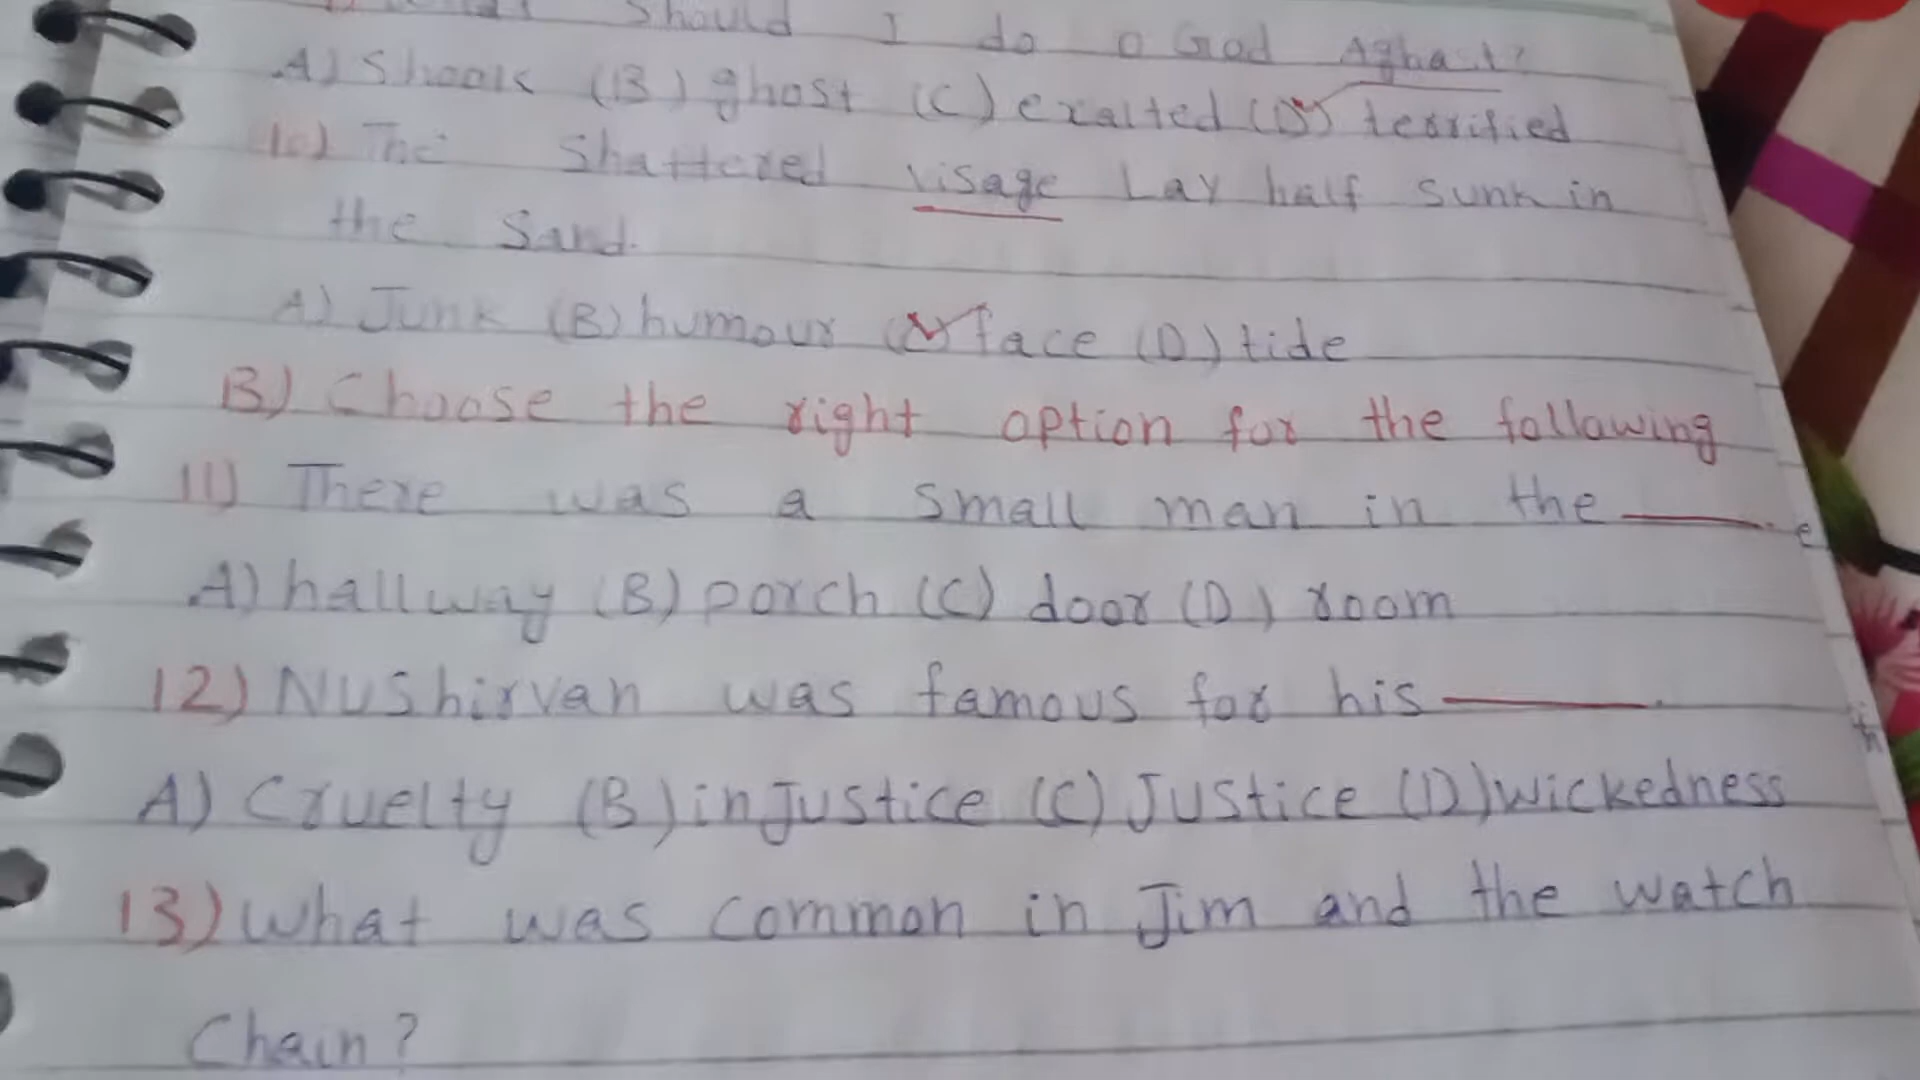 Should I do o God Aghast?
A) Shook (B) ghost (C) exalted (D) terrified
10) The Shattered visage Lay half Sunk in
the Sand.
A) Junk (B) humour (C) face (D) tide
B) Choose the right option for the following
11) There was a small man in the
A) hallway (B) porch (C) door (D) room
12) NUShirvan was famous for his
A) Cruelty (B) injustice (C) Justice (D) wickedness
13) What was common in Jim and the watch
Chain?